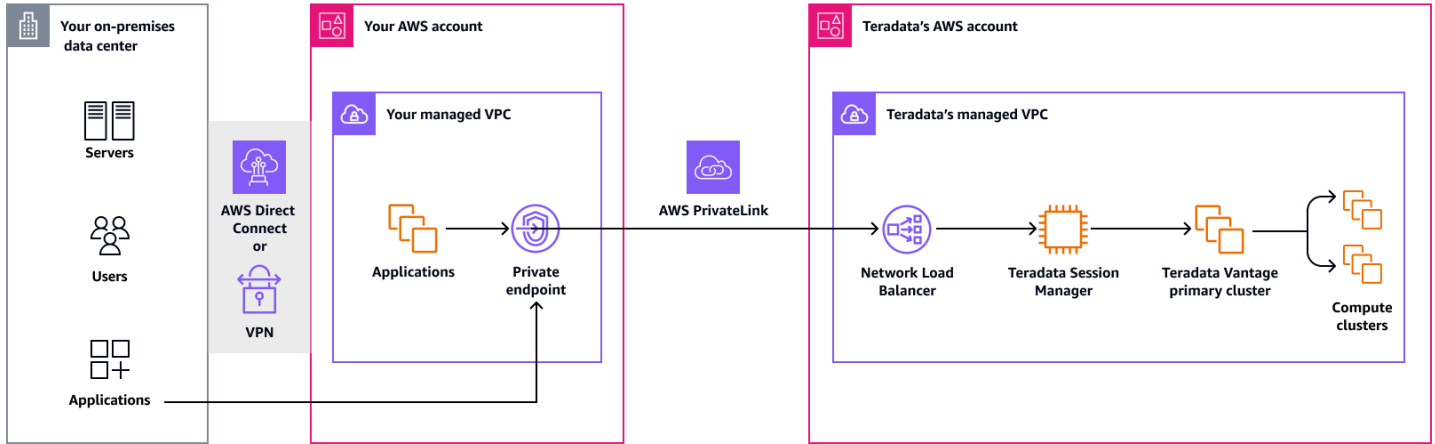 Your on-premises
data center
Servers
Users
Applications
AWS Direct
Connect
or
VPN
Your AWS account
Your managed VPC
Applications
Private
endpoint
AWS PrivateLink
Teradata's AWS account
Teradata's managed VPC
Network Load
Balancer
Teradata Session
Manager
Teradata Vantage
primary cluster
Compute
clusters